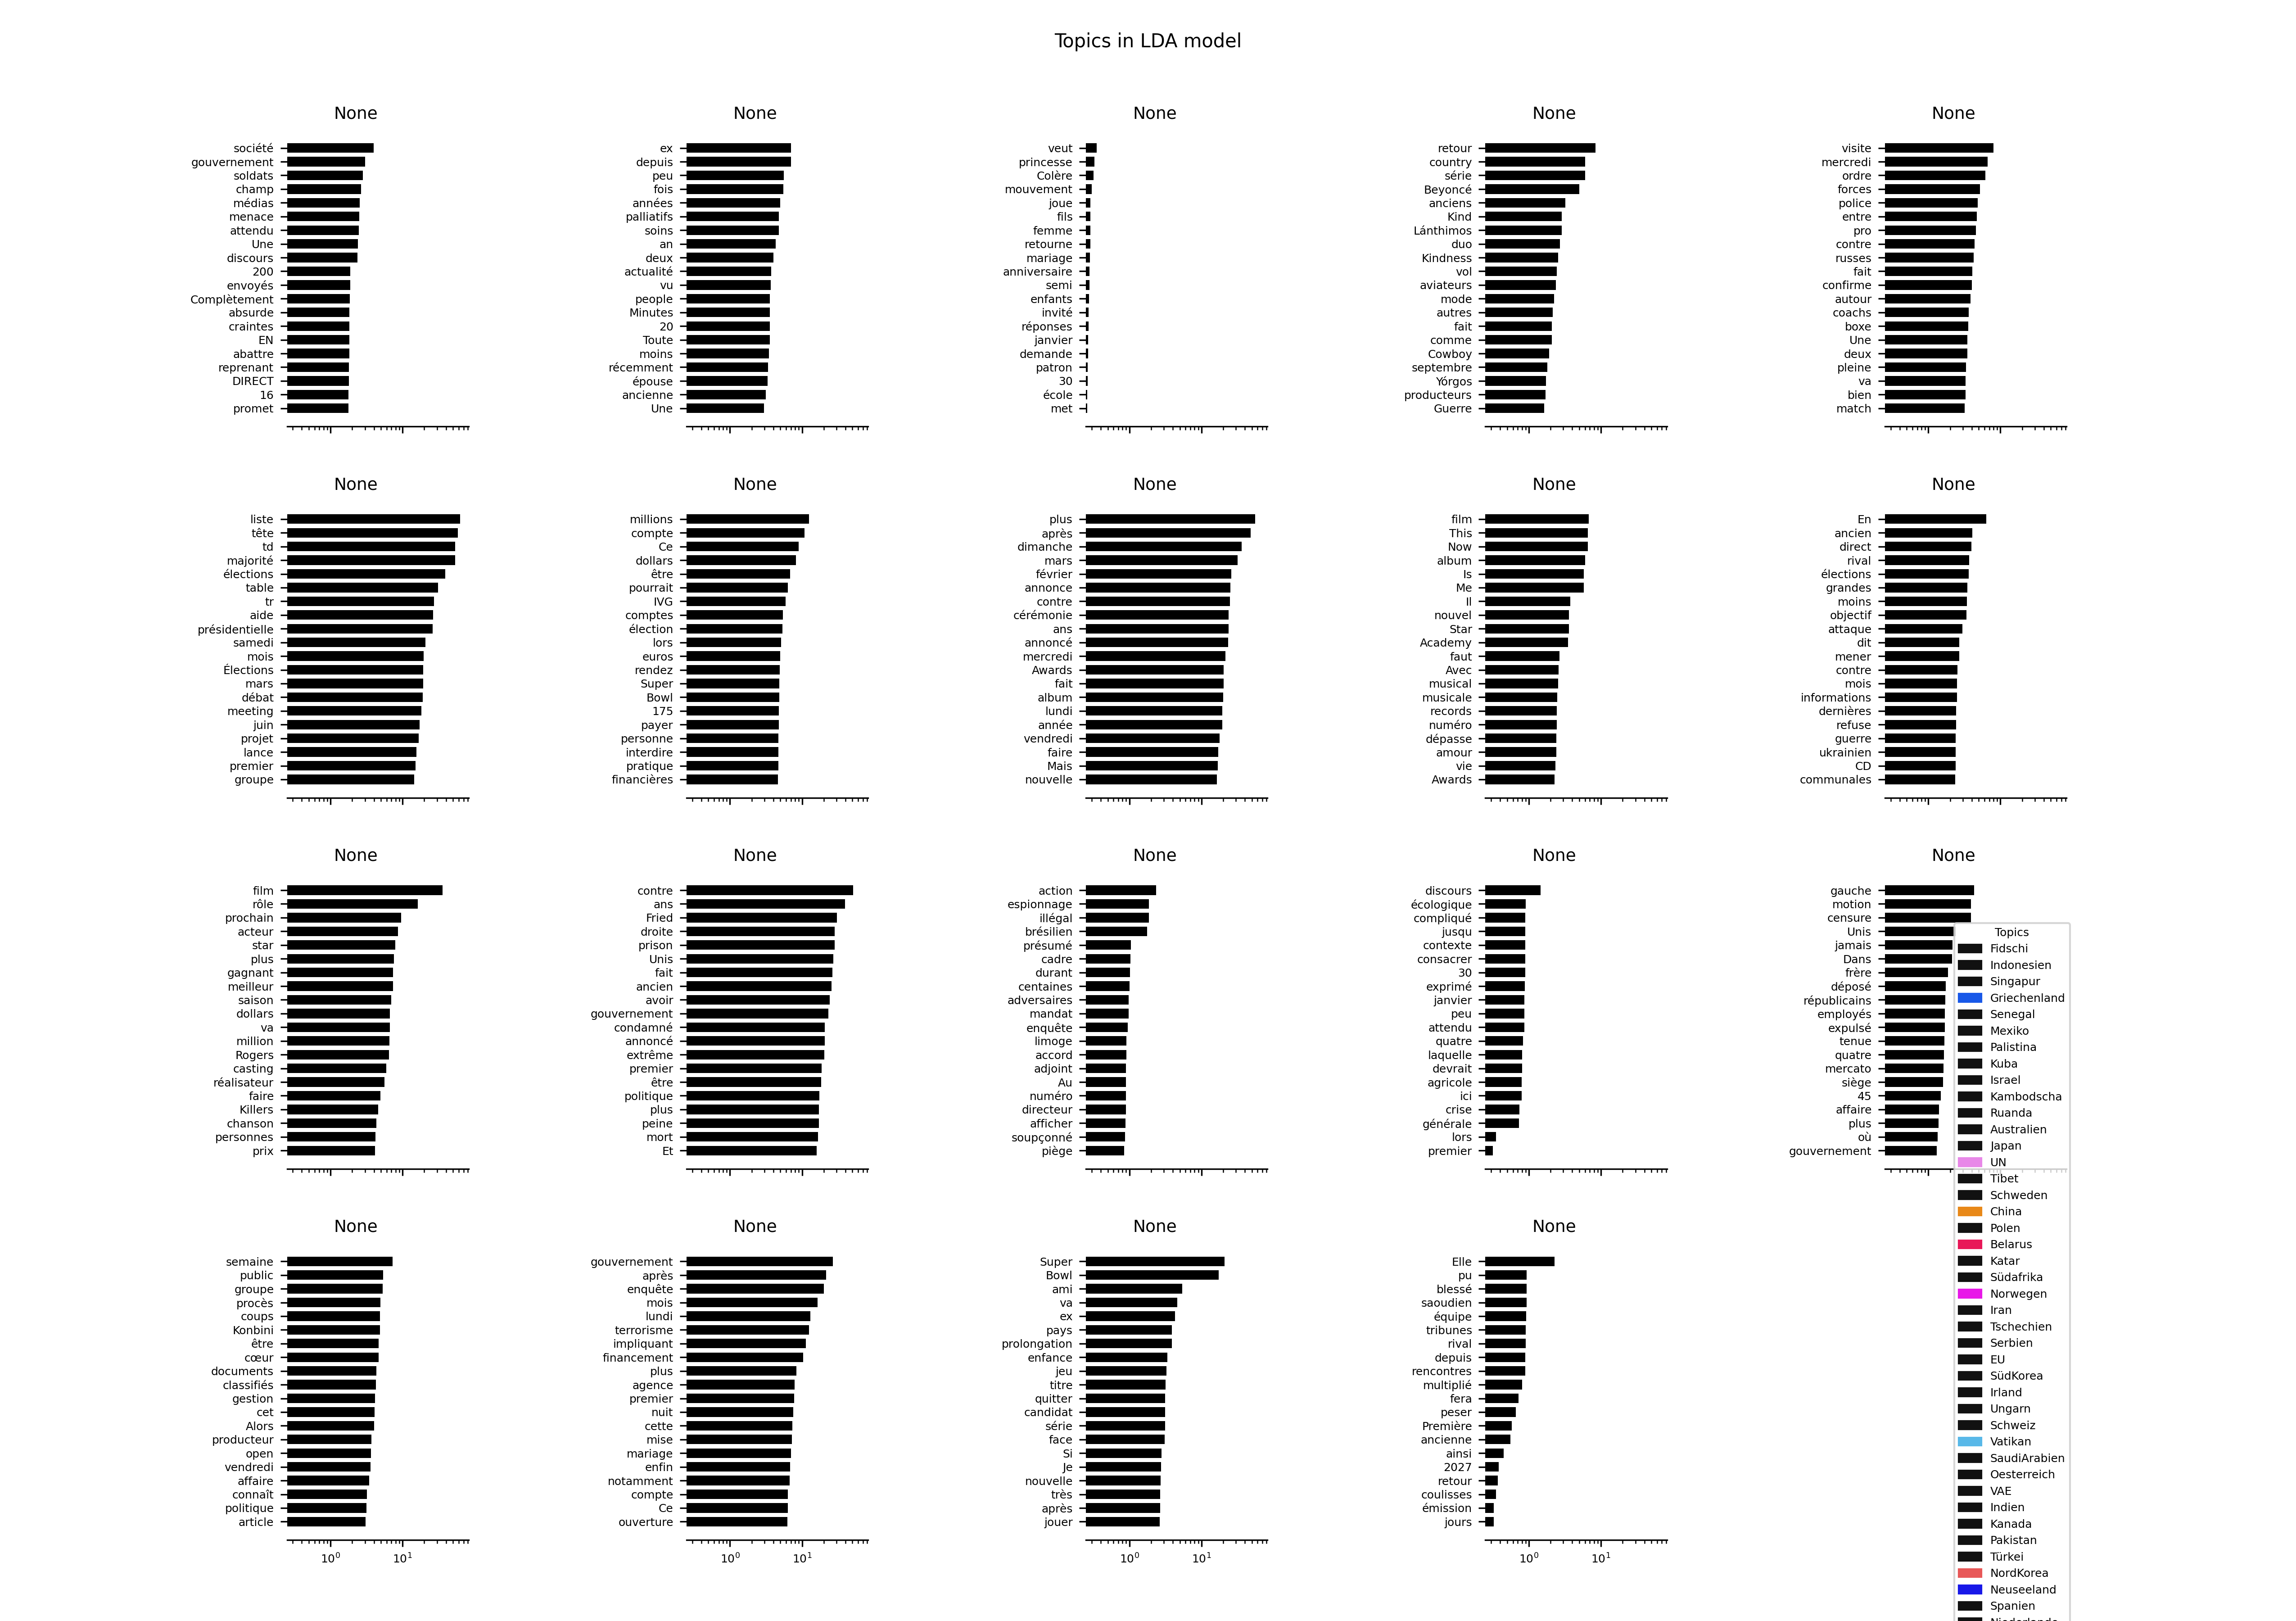 Topics in LDA model
None
société
gouvernement
soldats
champ
médias
menace
attendu
Une
discours
200
envoyés
Complètement
absurde
craintes
EN
abattre
reprenant
DIRECT
16
promet
None
ex
depuis
peu
fois
années
palliatifs
soins
an
deux
actualité
vu
people
Minutes
20
Toute
moins
récemment
épouse
ancienne
Une
None
veut
princesse
Colère
mouvement
joue
fils
femme
retourne
mariage
anniversaire
semi
enfants
invité
réponses
janvier
demande
patron
30
école
met
None
retour
country
série
Beyoncé
anciens
Kind
Lánthimos
duo
Kindness
vol
aviateurs
mode
autres
fait
comme
Cowboy
septembre
Yórgos
producteurs
Guerre
None
visite
mercredi
ordre
forces
police
entre
pro
contre
russes
fait
confirme
autour
coachs
boxe
Une
deux
pleine
va
bien
match
None
liste
tête
td
majorité
élections
table
tr
aide
présidentielle
samedi
mois
Élections
mars
débat
meeting
juin
projet
lance
premier
groupe
None
millions
compte
Ce
dollars
être
pourrait
IVG
comptes
élection
lors
euros
rendez
Super
Bowl
175
payer
personne
interdire
pratique
financières
None
plus
après
dimanche
mars
février
annonce
contre
cérémonie
ans
annoncé
mercredi
Awards
fait
album
lundi
année
vendredi
faire
Mais
nouvelle
None
film
This
Now
album
Is
Me
Il
nouvel
Star
Academy
faut
Avec
musical
musicale
records
numéro
dépasse
amour
vie
Awards
None
En
ancien
direct
rival
élections
grandes
moins
objectif
attaque
dit
mener
contre
mois
informations
dernières
refuse
guerre
ukrainien
CD
communales
None
film
rôle
prochain
acteur
star
plus
gagnant
meilleur
saison
dollars
va
million
Rogers
casting
réalisateur
faire
Killers
chanson
personnes
prix
None
contre
ans
Fried
droite
prison
Unis
fait
ancien
avoir
gouvernement
condamné
annoncé
extrême
premier
être
politique
plus
peine
mort
Et
None
action
espionnage
illégal
brésilien
présumé
cadre
durant
centaines
adversaires
mandat
enquête
limoge
accord
adjoint
Au
numéro
directeur
afficher
soupçonné
piège
None
discours
écologique
compliqué
jusqu
contexte
consacrer
30
exprimé
janvier
peu
attendu
quatre
laquelle
devrait
agricole
ici
crise
générale
lors
premier
None
gauche
motion
censure
Unis
jamais
Dans
frère
déposé
républicains
employés
expulsé
tenue
quatre
mercato
siège
45
affaire
plus
où
gouvernement
None
semaine
public
groupe
procès
coups
Konbini
être
cœur
documents
classifiés
gestion
cet
Alors
producteur
open
vendredi
affaire
connaît
politique
article
10⁰ 10¹
None
gouvernement
après
enquête
mois
lundi
terrorisme
impliquant
financement
plus
agence
premier
nuit
cette
mise
mariage
enfin
notamment
compte
Ce
ouverture
10⁰ 10¹
None
Super
Bowl
ami
va
ex
pays
prolongation
enfance
jeu
titre
quitter
candidat
série
face
Si
Je
nouvelle
très
après
jouer
10⁰ 10¹
None
Elle
pu
blessé
saoudien
équipe
tribunes
rival
depuis
rencontres
multiplié
fera
peser
Première
ancienne
ainsi
2027
retour
coulisses
émission
jours
10⁰ 10¹
Topics
Fidschi
Indonesien
Singapur
Griechenland
Senegal
Mexiko
Palistina
Kuba
Israel
Kambodscha
Ruanda
Australien
Japan
UN
Tibet
Schweden
China
Polen
Belarus
Katar
Südafrika
Norwegen
Iran
Tschechien
Serbien
EU
SüdKorea
Irland
Ungarn
Schweiz
Vatikan
SaudiArabien
Oesterreich
VAE
Indien
Kanada
Pakistan
Türkei
NordKorea
Neuseeland
Spanien